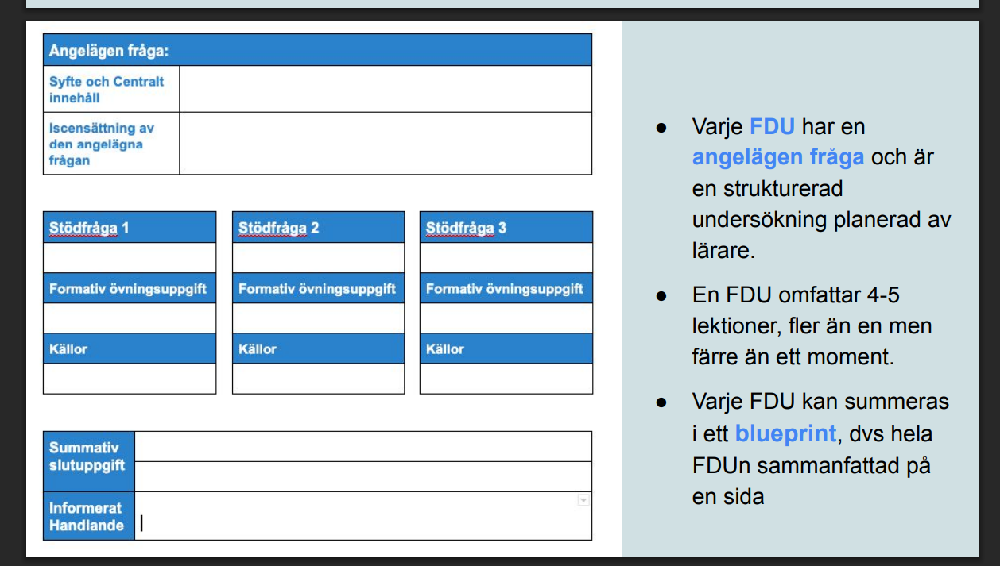 Angelägen fråga:
Syfte och Centralt
innehåll
Iscensättning av
den angelägna
frågan
Stödfråga 1
Formativ övningsuppgift
Källor
Stödfråga 2
Formativ övningsuppgift
Källor
Stödfråga 3
Formativ övningsuppgift
Källor
Summativ
slutuppgift
Informerat
Handlande
● Varje FDU har en
angelägen fråga och är
en strukturerad
undersökning planerad av
lärare.
● En FDU omfattar 4-5
lektioner, fler än en men
färre än ett moment.
● Varje FDU kan summeras
i ett blueprint, dvs hela
FDUn sammanfattad på
en sida